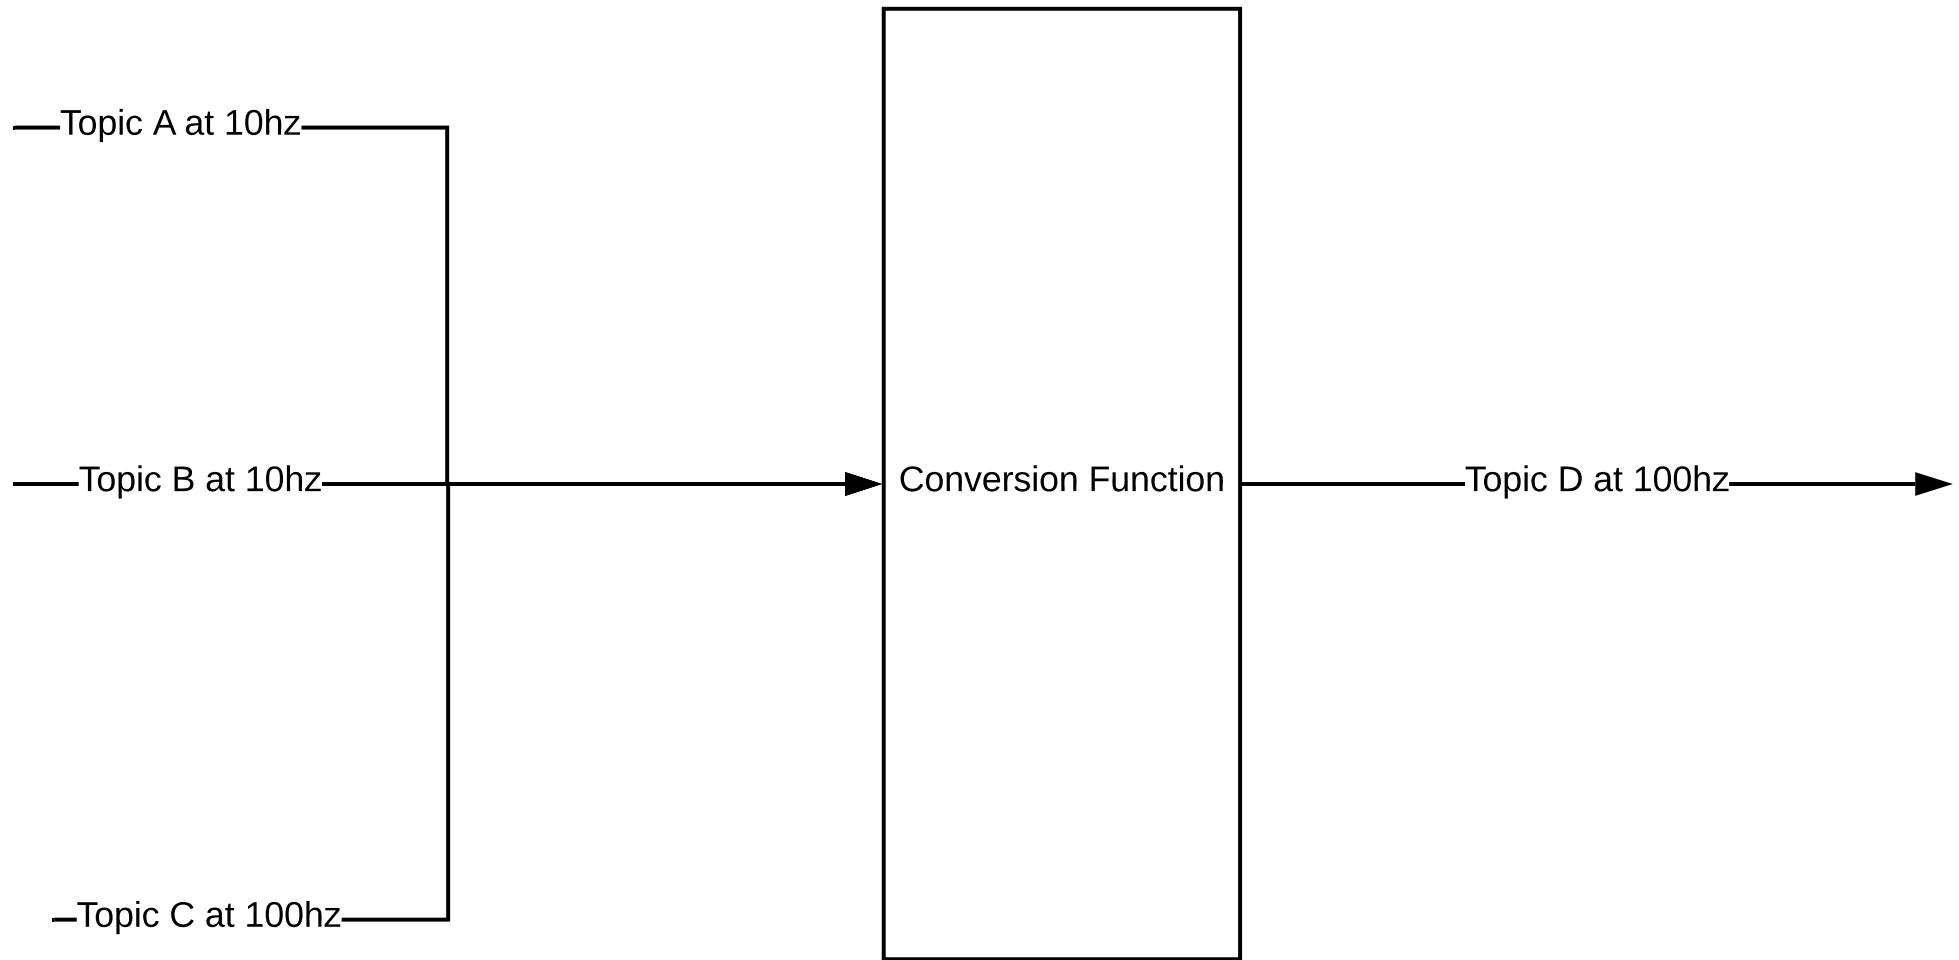 Topic A at 10hz
Topic B at 10hz
Conversion Function
Topic D at 100hz
Topic C at 100hz